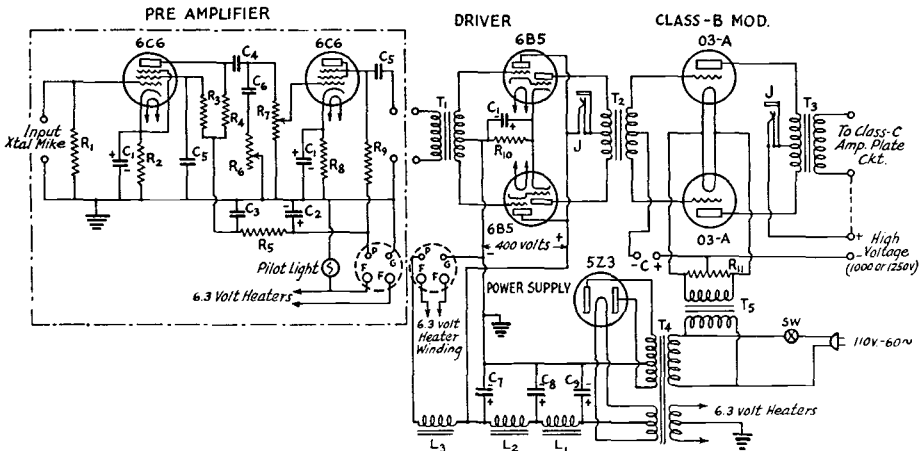 PRE AMPLIFIER
DRIVER
CLASS-B MOD.
6C6
C4
6C6
C5
6B5
03-A
R3
R4
C6
R7
T1
C1
J
T2
J
T3
Input
Xtal Mike
R1
C1
R2
C5
R6
C1
R8
R9
R10
To Class-C
Amp. Plate
Ckt.
C3
C2
R5
6B5
03-A
400 volts
C
High
Voltage
(1000 or 1250V)
Pilot Light
P
G
F
F
F
G
F
F
5Z3
R11
POWER SUPPLY
6.3 Volt Heaters
T5
6.3 volt
Heater
Winding
T4
SW
110V.-60~
C7
C8
C9
6.3 volt Heaters
L3
L2
L1